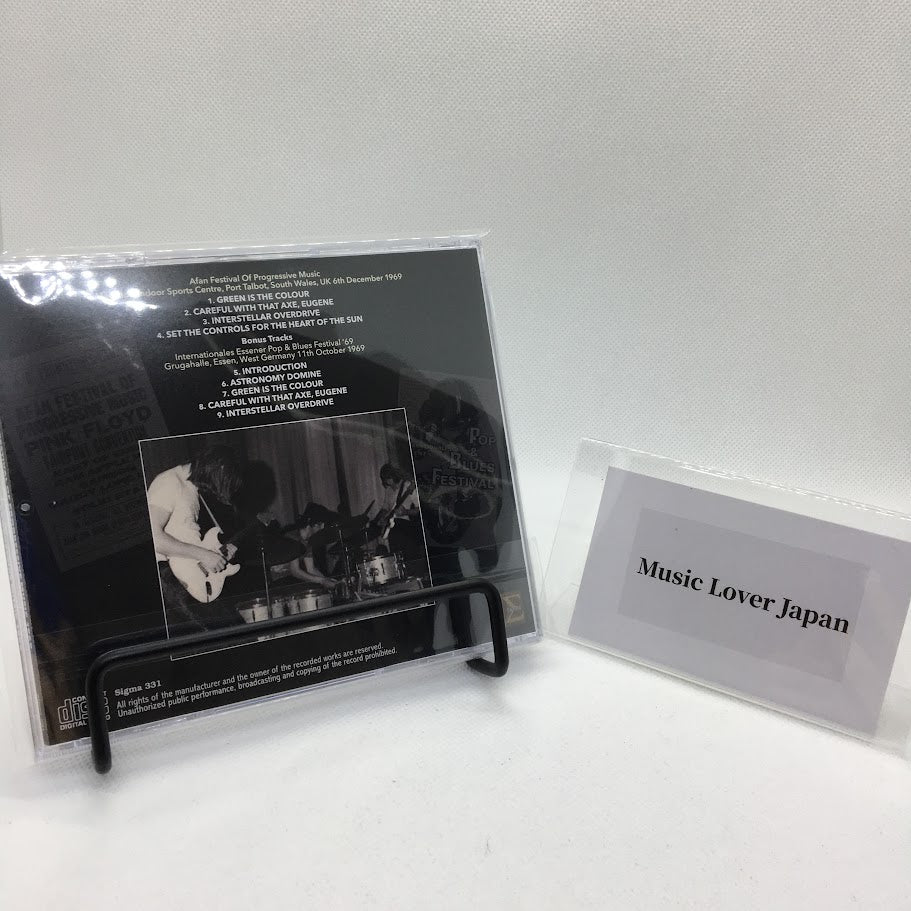 Afan Festival Of Progressive Music
door Sports Centre, Port Talbot, South Wales, UK 6th December 1969
1. GREEN IS THE COLOUR
2. CAREFUL WITH THAT AXE, EUGENE
3. INTERSTELLAR OVERDRIVE
4. SET THE CONTROLS FOR THE HEART OF THE SUN
Bonus Tracks
Internationales Essener Pop & Blues Festival '69
Grugahalle, Essen, West Germany 11th October 1969
5. INTRODUCTION
6. ASTRONOMY DOMINE
7. GREEN IS THE COLOUR
8. CAREFUL WITH THAT AXE, EUGENE
9. INTERSTELLAR OVERDRIVE
PINK FLOYD
POP
&
BLUES
FESTIVAL
Sigma 331
All rights of the manufacturer and the owner of the recorded works are reserved.
Unauthorized public performance, broadcasting and copying of the record prohibited.
DIGITAL
Music Lover Japan